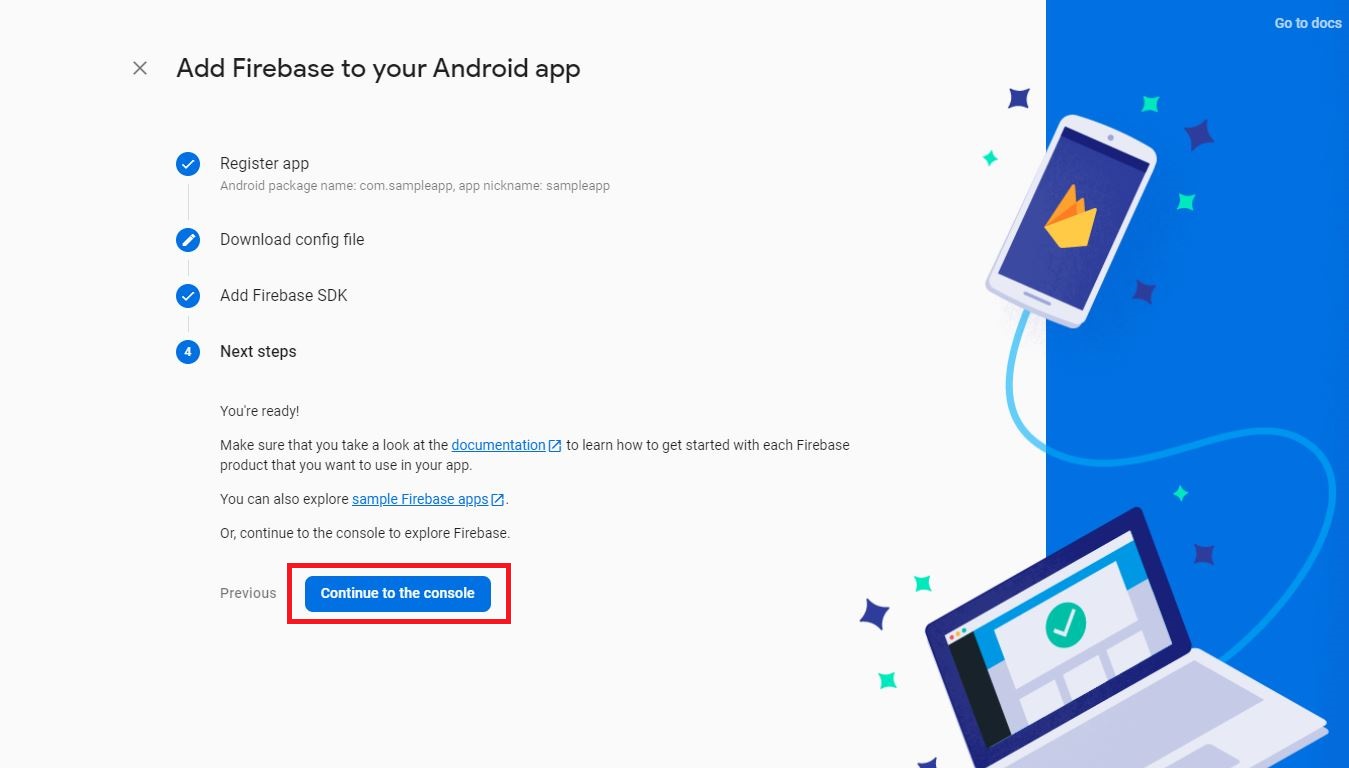 Go to docs
Add Firebase to your Android app
Register app
Android package name: com.sampleapp, app nickname: sampleapp
Download config file
Add Firebase SDK
4 Next steps
You're ready!
Make sure that you take a look at the documentation to learn how to get started with each Firebase
product that you want to use in your app.
You can also explore sample Firebase apps.
Or, continue to the console to explore Firebase.
Previous Continue to the console